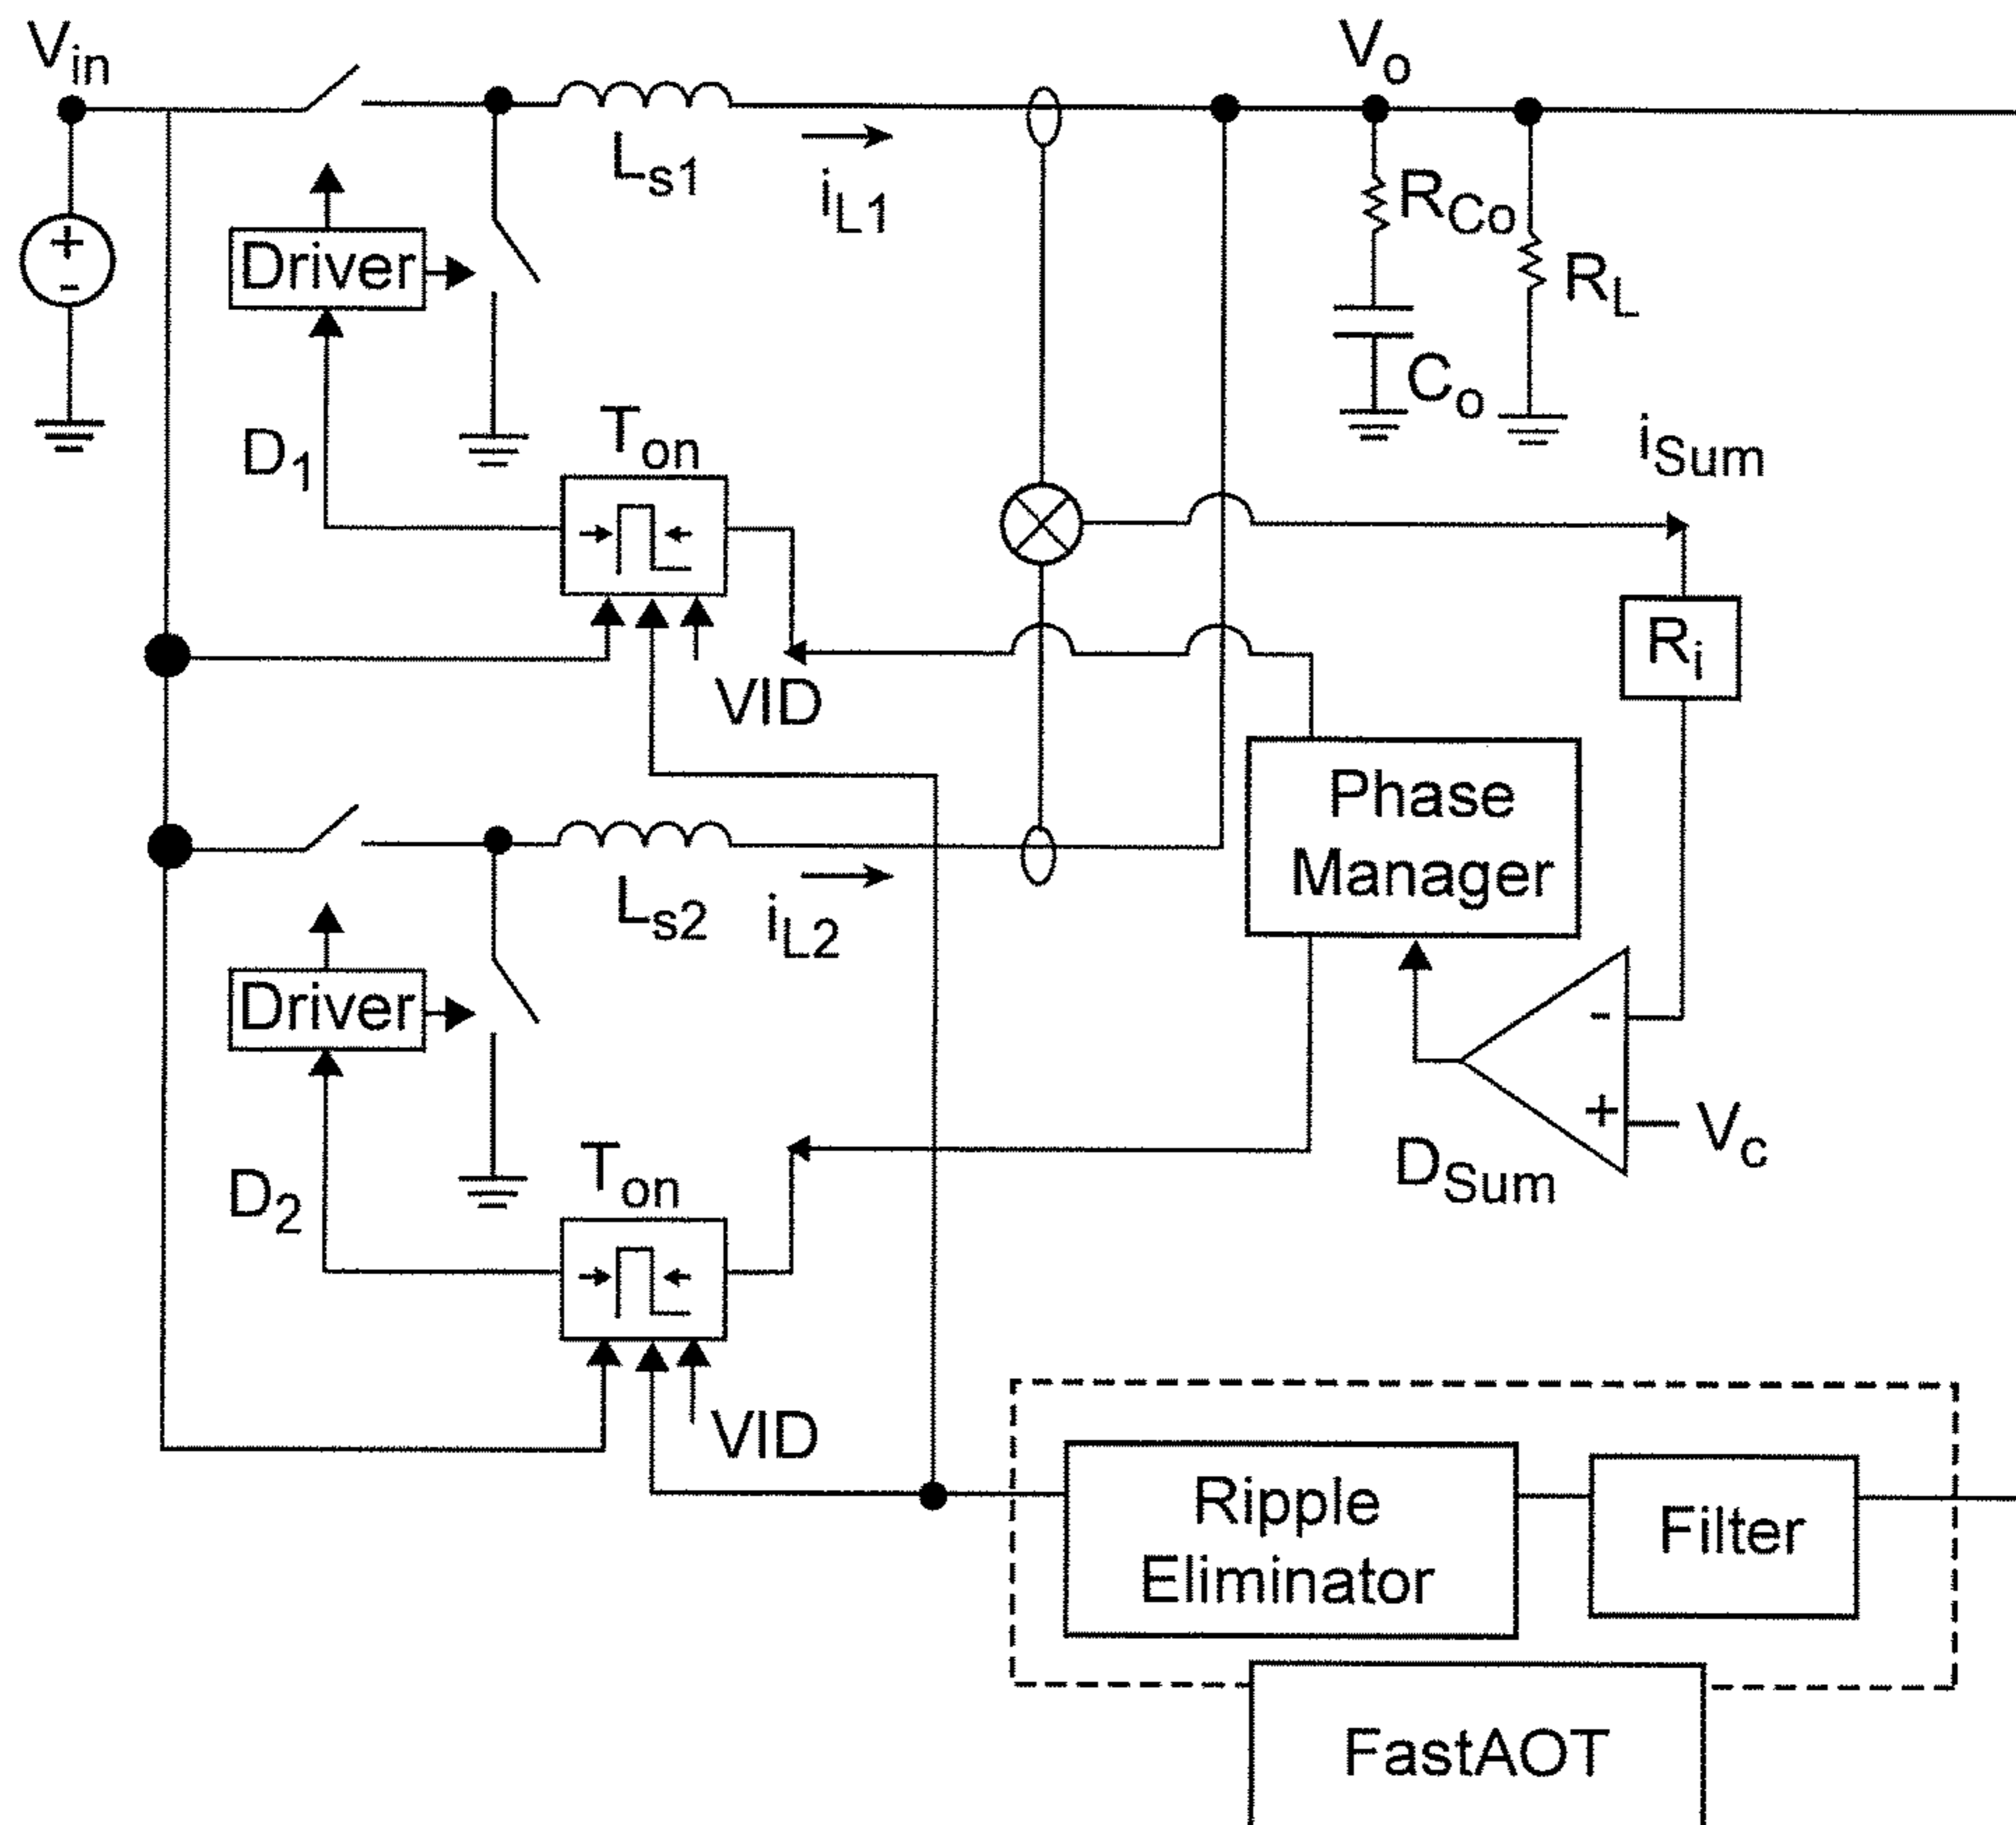 Vin
Vo
Ls1
iL1
RCo
RL
Co
+
-
Driver
D1
Ton
iSum
Ri
VID
Phase
Manager
Ls2
iL2
Driver
D2
Ton
-
+
Vc
DSum
VID
Ripple
Eliminator
Filter
FastAOT